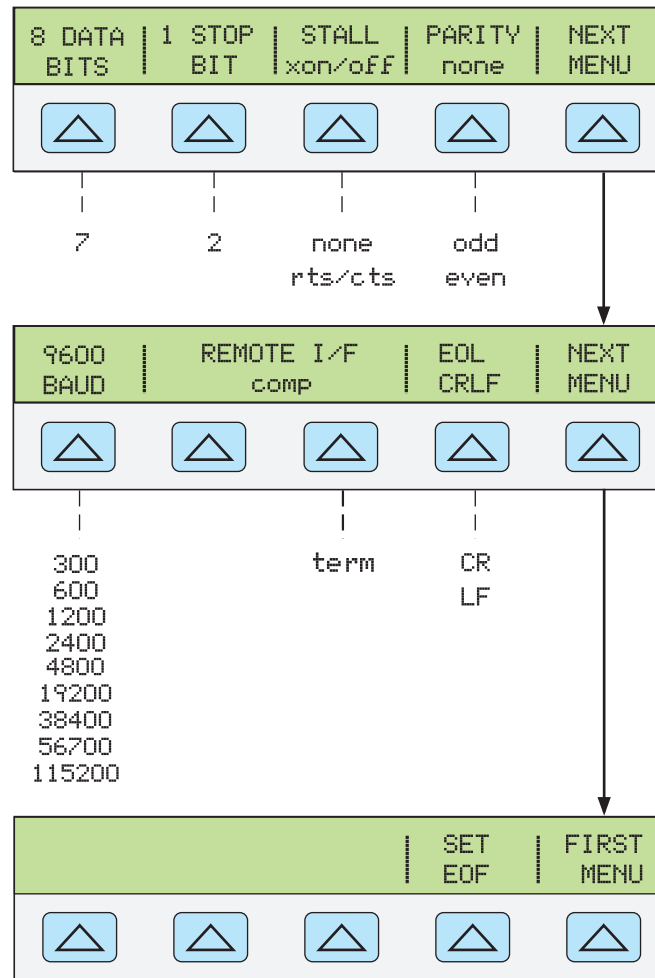 8 DATA BITS | 1 STOP BIT | STALL xon/off | PARITY none | NEXT MENU
7 2 none odd
rts/cts even
9600 BAUD | REMOTE I/F comp | EOL CRLF | NEXT MENU
300 term CR
600 LF
1200
2400
4800
19200
38400
56700
115200
SET EOF | FIRST MENU